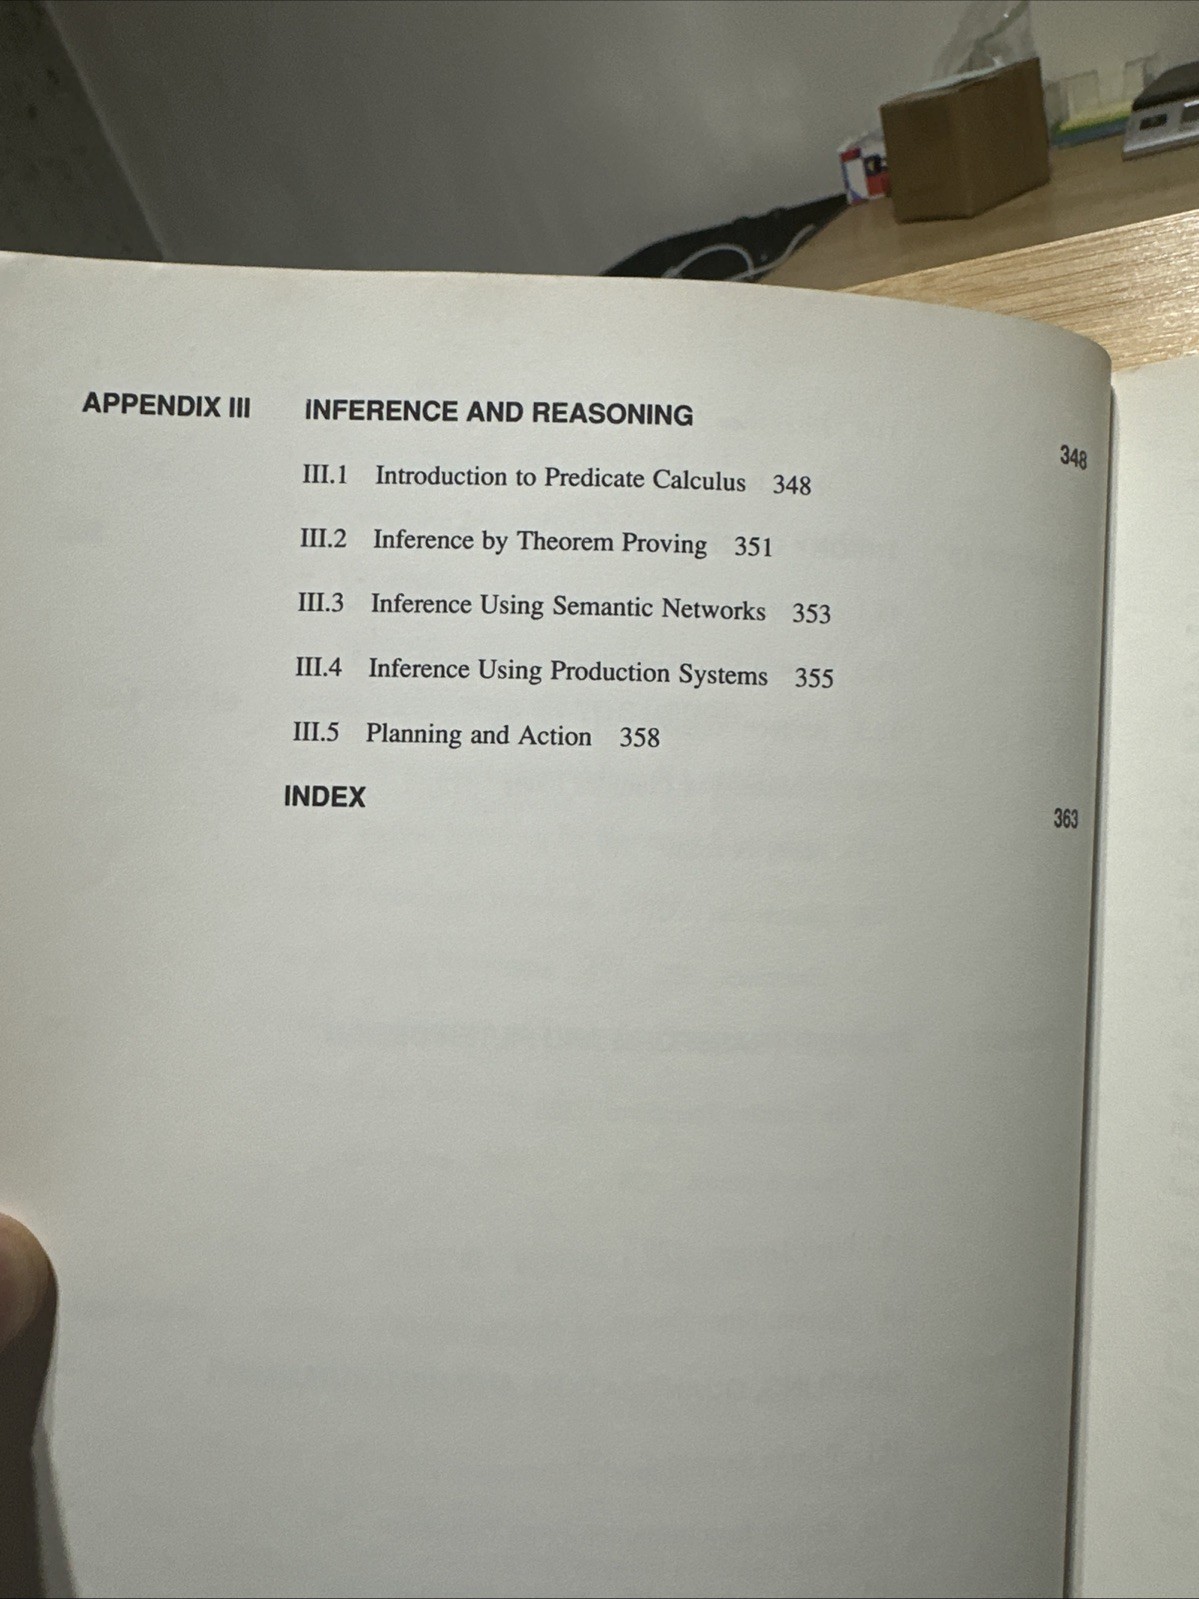 APPENDIX III INFERENCE AND REASONING 348
III.1 Introduction to Predicate Calculus 348
III.2 Inference by Theorem Proving 351
III.3 Inference Using Semantic Networks 353
III.4 Inference Using Production Systems 355
III.5 Planning and Action 358
INDEX 363